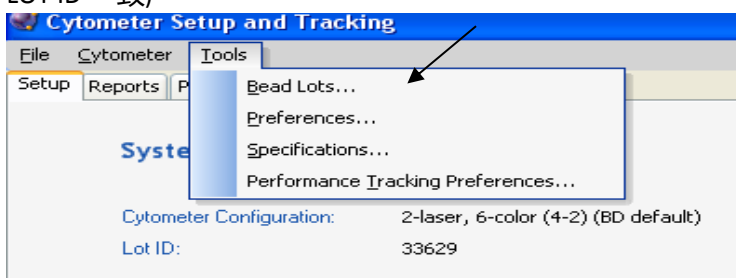 Cytometer Setup and Tracking
File Cytometer Tools
Setup Reports P
Bead Lots...
Preferences...
Syste
Specifications...
Performance Tracking Preferences...
Cytometer Configuration: 2-laser, 6-color (4-2) (BD default)
Lot ID: 33629